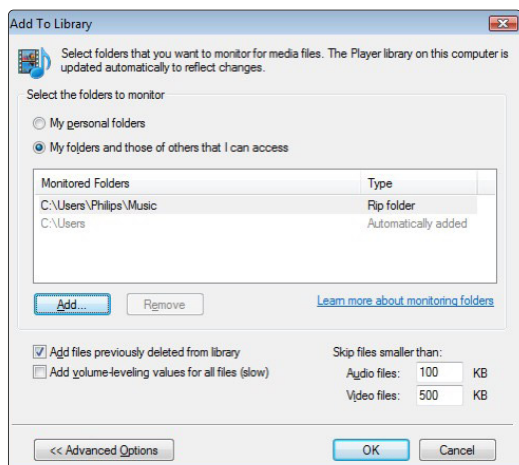 Add To Library
Select folders that you want to monitor for media files. The Player library on this computer is
updated automatically to reflect changes.
Select the folders to monitor
My personal folders
My folders and those of others that I can access
Monitored Folders Type
C:\Users\Philips\Music Rip folder
C:\Users Automatically added
Add... Remove Learn more about monitoring folders
Add files previously deleted from library
Add volume-leveling values for all files (slow)
Skip files smaller than:
Audio files: 100 KB
Video files: 500 KB
<< Advanced Options OK Cancel